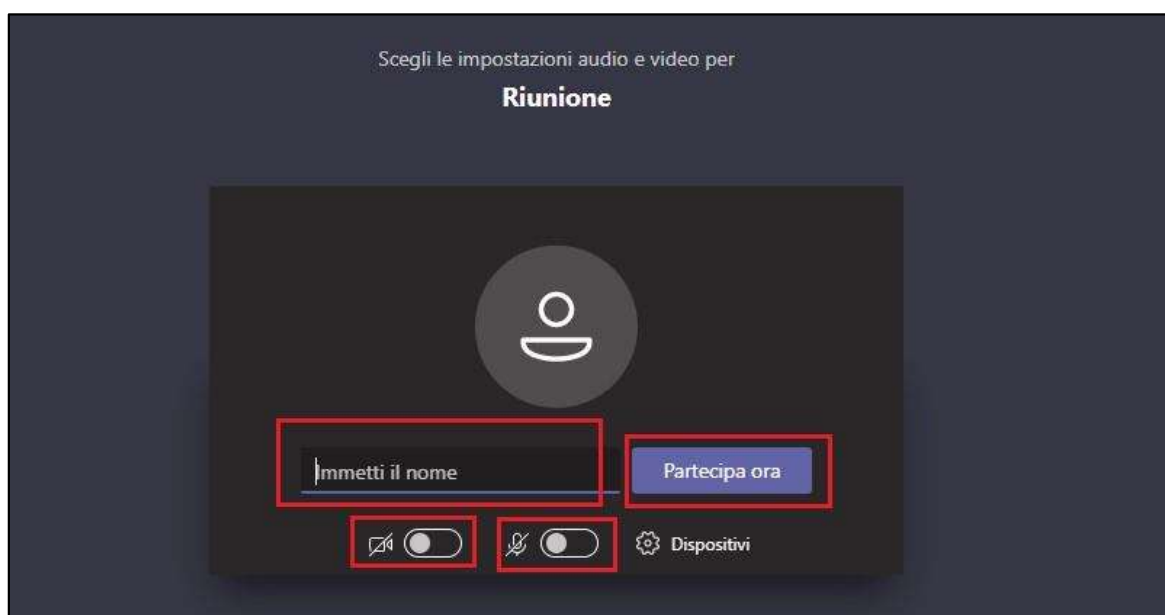 Scegli le impostazioni audio e video per
Riunione
Immetti il nome
Partecipa ora
Dispositivi